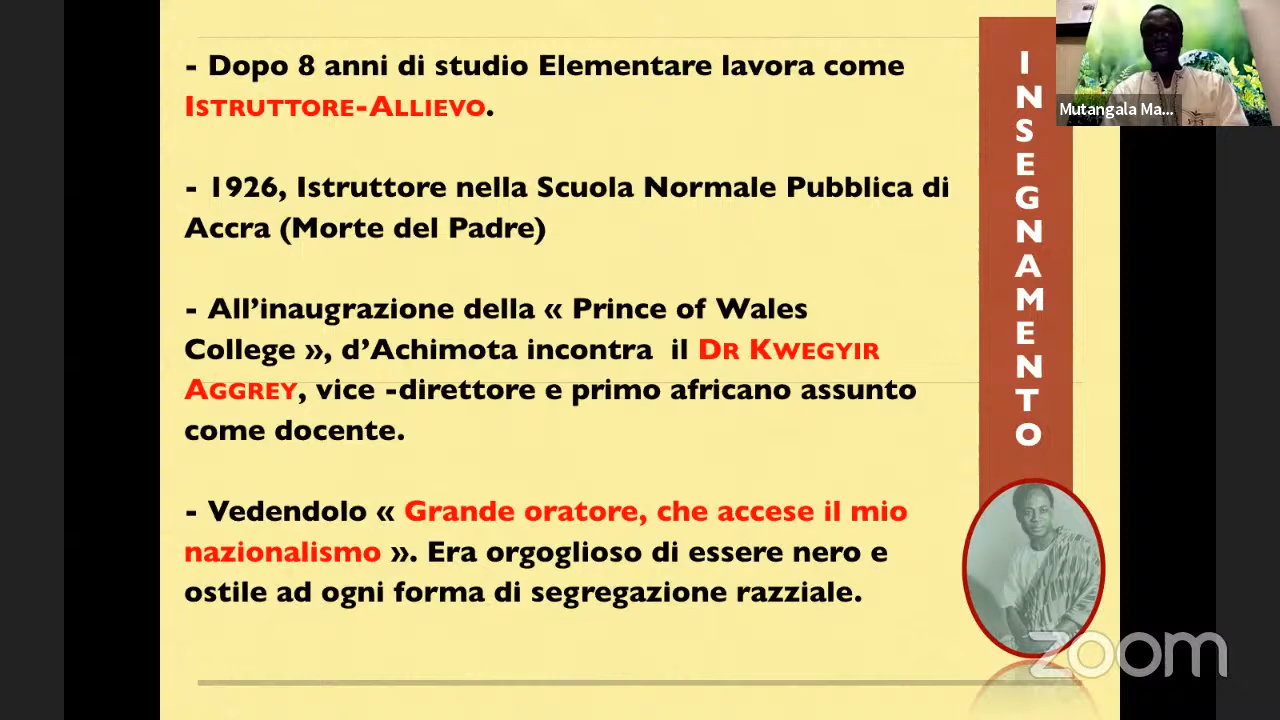 - Dopo 8 anni di studio Elementare lavora come
ISTRUTTORE-ALLIEVO.
- 1926, Istruttore nella Scuola Normale Pubblica di
Accra (Morte del Padre)
- All’inaugrazione della « Prince of Wales
College », d’Achimota incontra il DR KWEGYIR
AGGREY, vice -direttore e primo africano assunto
come docente.
- Vedendolo « Grande oratore, che accese il mio
nazionalismo ». Era orgoglioso di essere nero e
ostile ad ogni forma di segregazione razziale.
INSEGNAMENTO
Mutangala Ma...
zoom